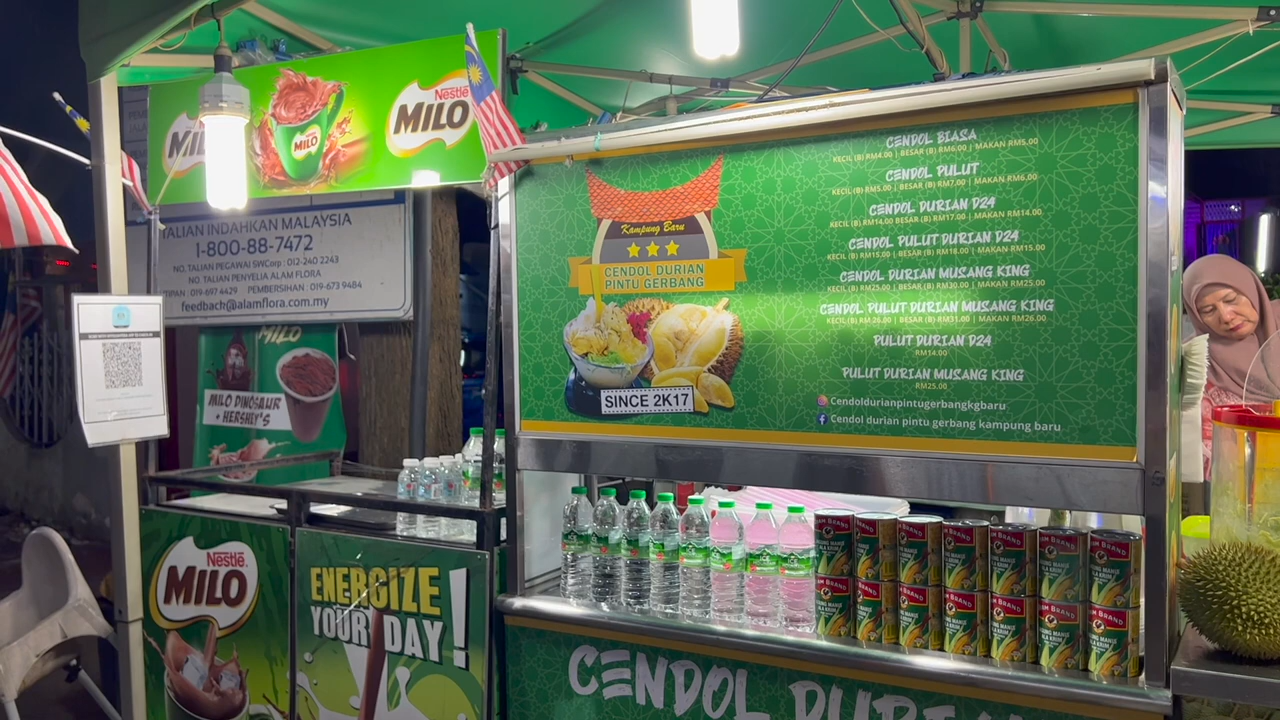 Nestlé
MILO
MILO
TALIAN INDAHKAN MALAYSIA
1-800-88-7472
NO. TALIAN PEGAWAI SWCorp : 012-240 2243
NO. TALIAN PENYELIA ALAM FLORA
019-697 4429 PEMBERSIHAN : 019-673 9484
feedback@alamflora.com.my
MILO
MILO DINOSAUR
+ HERSHEY'S
Nestlé
MILO
ENERGIZE
YOUR DAY!
Kampung Baru
CENDOL DURIAN
PINTU GERBANG
SINCE 2K17
CENDOL BIASA
KECIL (B) RM4.00 | BESAR (B) RM6.00 | MAKAN RM5.00
CENDOL PULUT
KECIL (B) RM5.00 | BESAR (B) RM7.00 | MAKAN RM6.00
CENDOL DURIAN D24
KECIL (B) RM14.00 | BESAR (B) RM17.00 | MAKAN RM14.00
CENDOL PULUT DURIAN D24
KECIL (B) RM15.00 | BESAR (B) RM18.00 | MAKAN RM15.00
CENDOL DURIAN MUSANG KING
KECIL (B) RM25.00 | BESAR (B) RM30.00 | MAKAN RM25.00
CENDOL PULUT DURIAN MUSANG KING
KECIL (B) RM26.00 | BESAR (B) RM31.00 | MAKAN RM26.00
PULUT DURIAN D24
RM14.00
PULUT DURIAN MUSANG KING
RM25.00
Cendoldurianpintugerbangkgbaru
Cendol durian pintu gerbang kampung baru
CENDOL